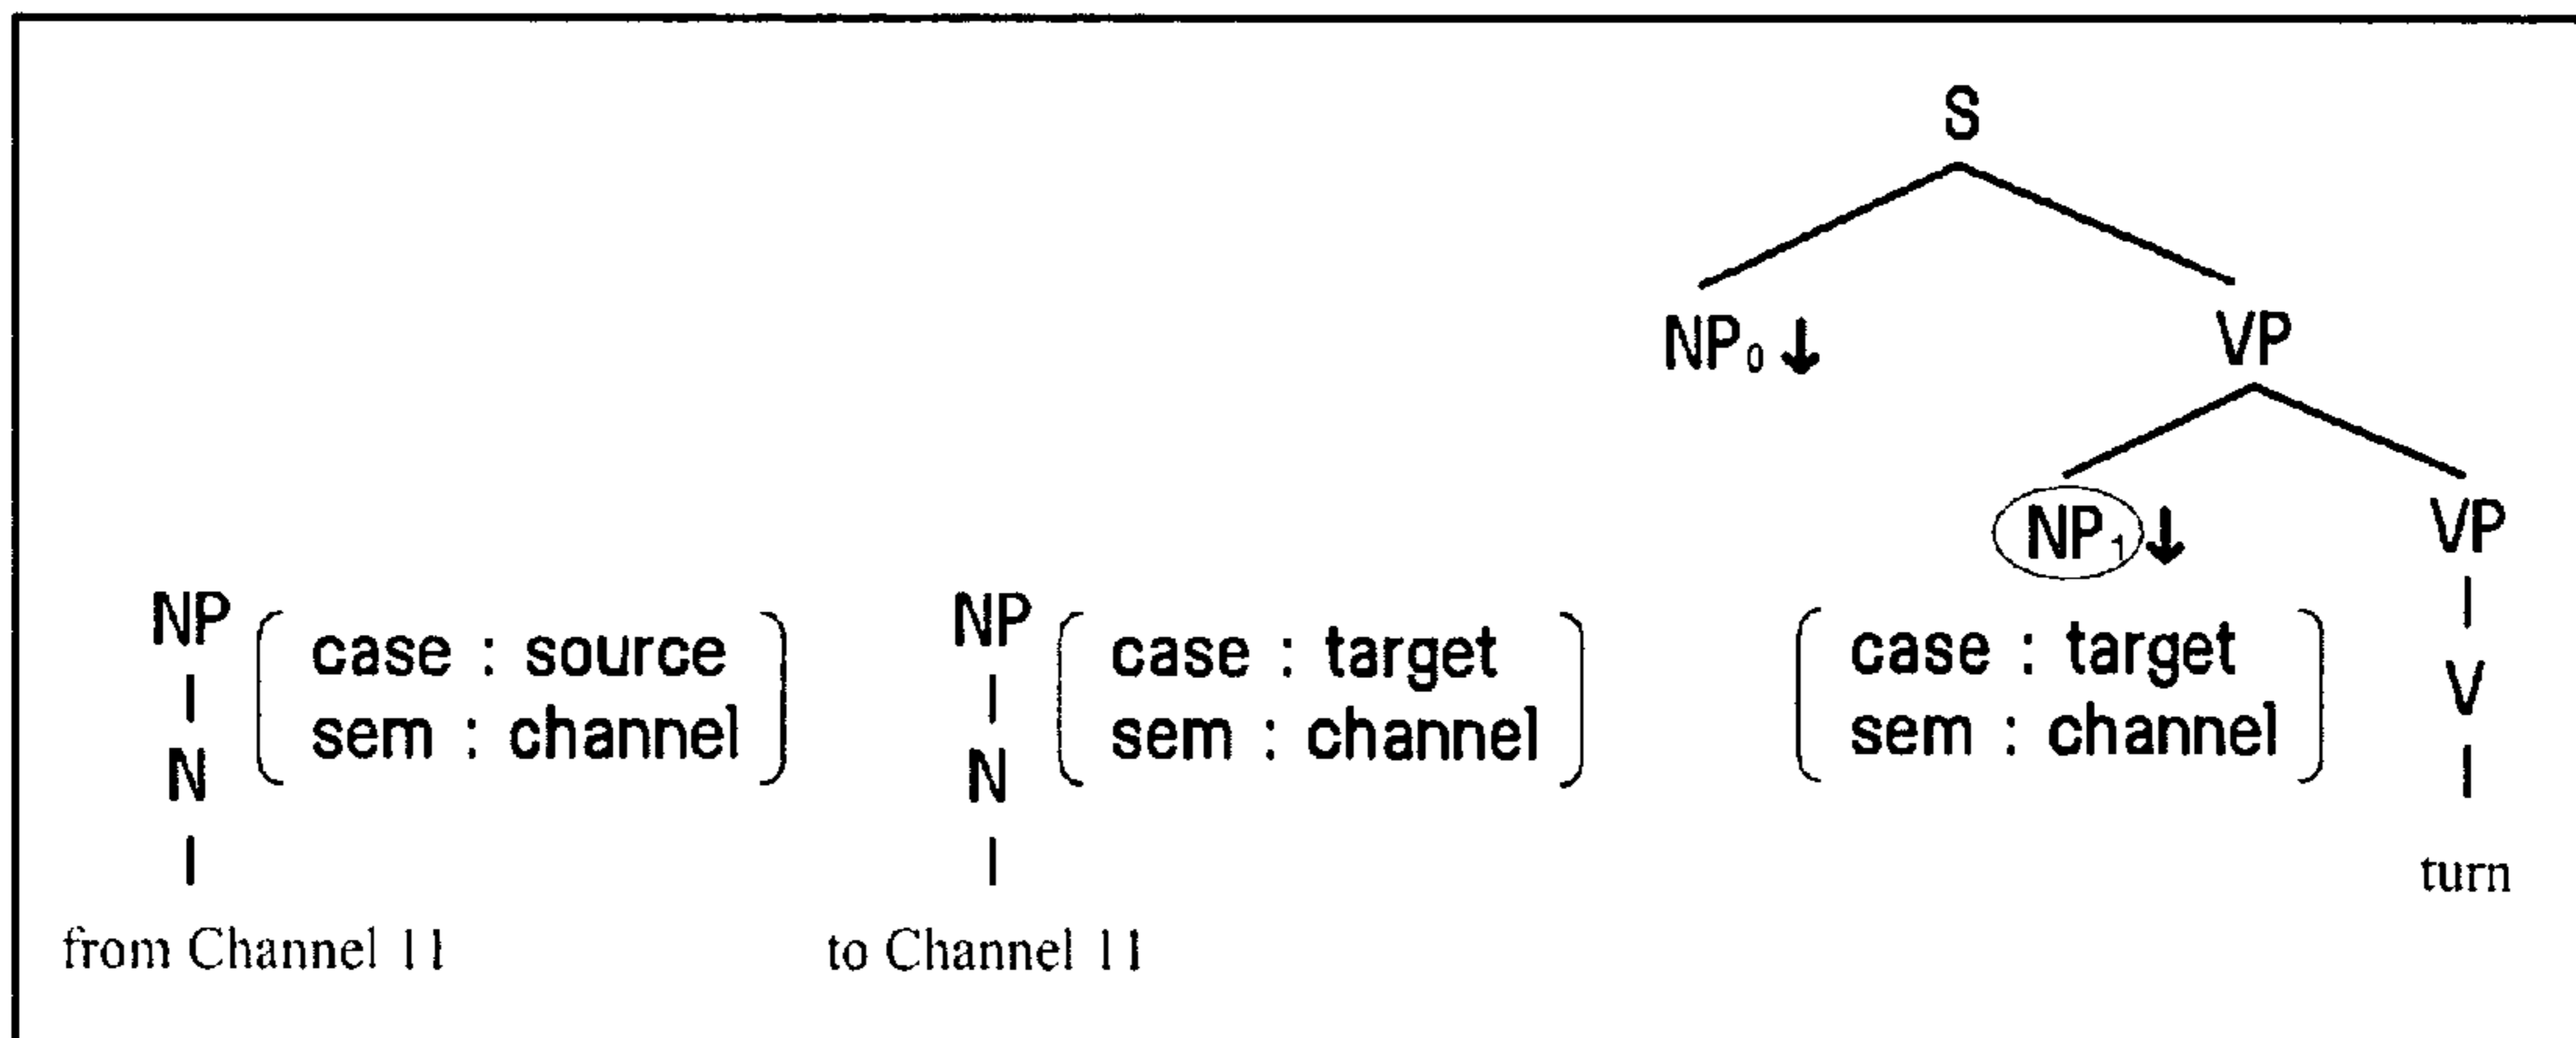 S
NP₀↓ VP
NP₁↓ VP
NP case : source NP case : target case : target
sem : channel sem : channel sem : channel V
N N
turn
from Channel 11 to Channel 11